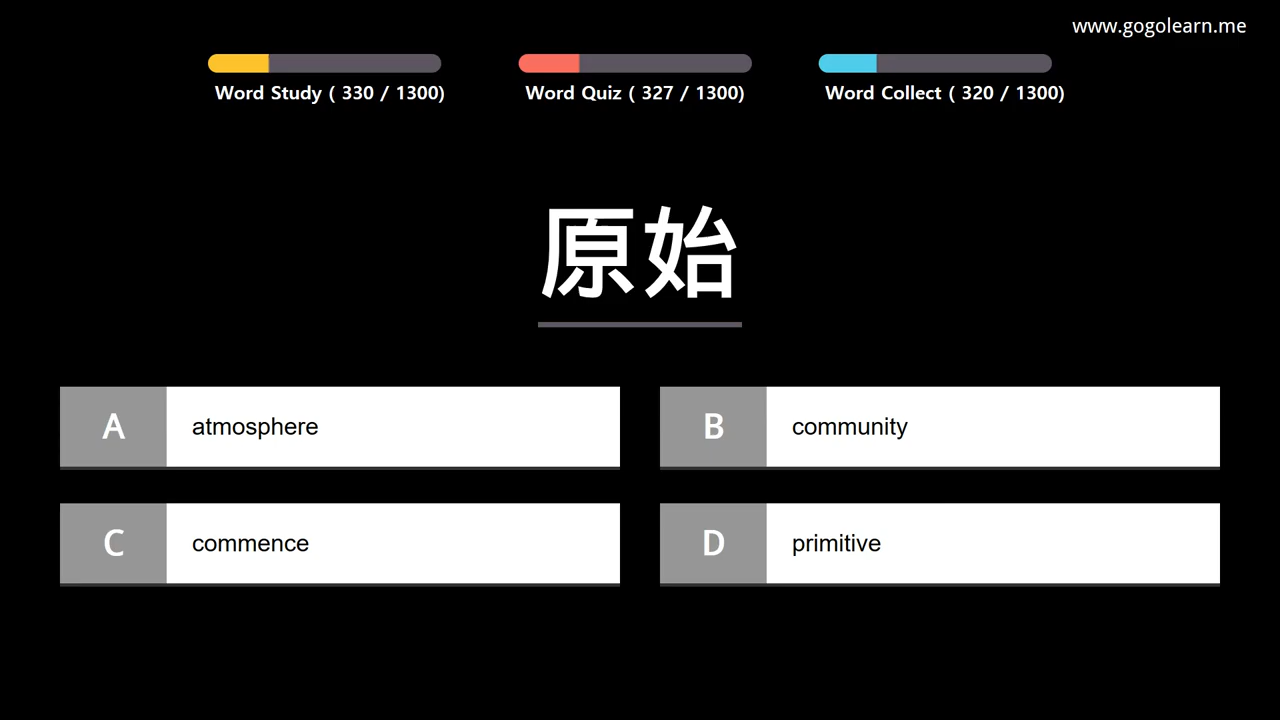 www.gogolearn.me
Word Study ( 330 / 1300)
Word Quiz ( 327 / 1300)
Word Collect ( 320 / 1300)
原始
A atmosphere
B community
C commence
D primitive